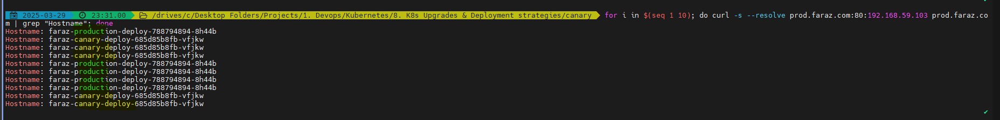 2025-03-29 23:31.00 /drives/c/Desktop Folders/Projects/1. Devops/Kubernetes/8. K8s Upgrades & Deployment strategies/canary for i in $(seq 1 10); do curl -s --resolve prod.faraz.com:80:192.168.59.103 prod.faraz.co
m | grep "Hostname"; done
Hostname: faraz-production-deploy-788794894-8h44b
Hostname: faraz-canary-deploy-685d85b8fb-vfjkw
Hostname: faraz-canary-deploy-685d85b8fb-vfjkw
Hostname: faraz-canary-deploy-685d85b8fb-vfjkw
Hostname: faraz-production-deploy-788794894-8h44b
Hostname: faraz-production-deploy-788794894-8h44b
Hostname: faraz-production-deploy-788794894-8h44b
Hostname: faraz-production-deploy-788794894-8h44b
Hostname: faraz-canary-deploy-685d85b8fb-vfjkw
Hostname: faraz-canary-deploy-685d85b8fb-vfjkw